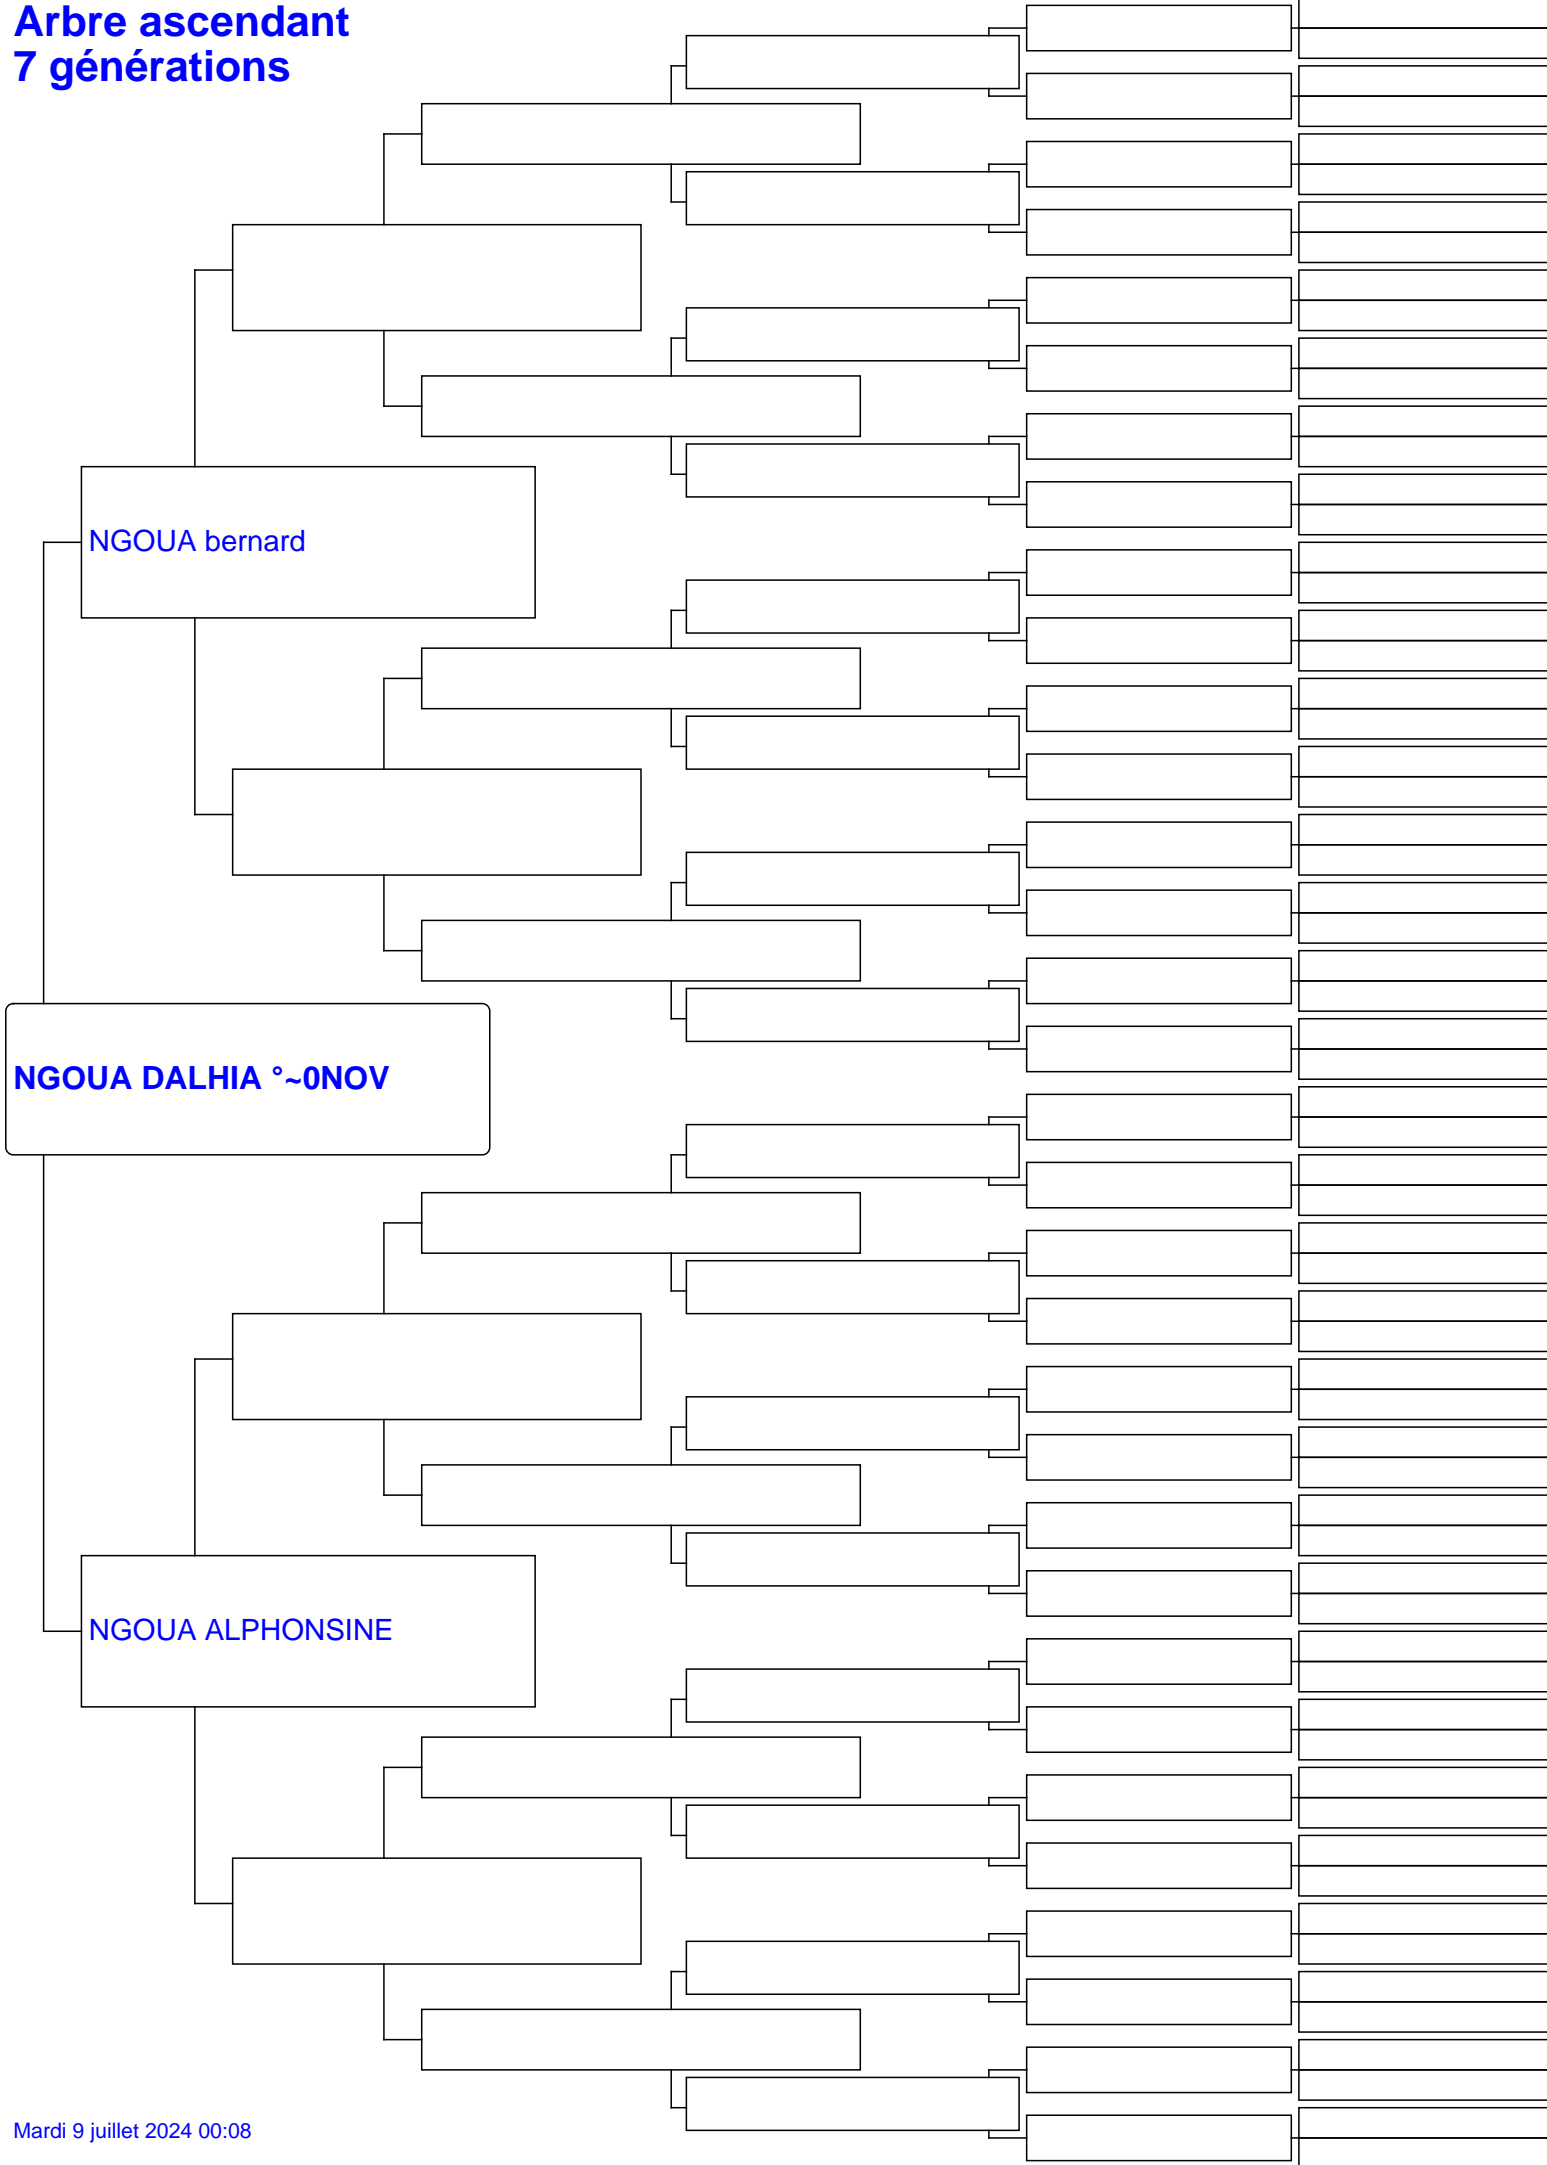 Arbre ascendant
7 générations
NGOUA bernard
NGOUA DALHIA °~0NOV
NGOUA ALPHONSINE
Mardi 9 juillet 2024 00:08